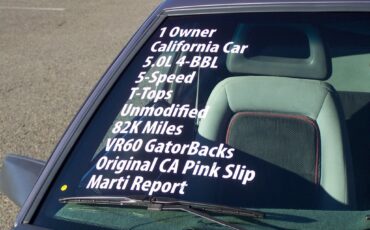 1 Owner
California Car
5.0L 4-BBL
5-Speed
T-Tops
Unmodified
82K Miles
VR60 GatorBacks
Original CA Pink Slip
Marti Report